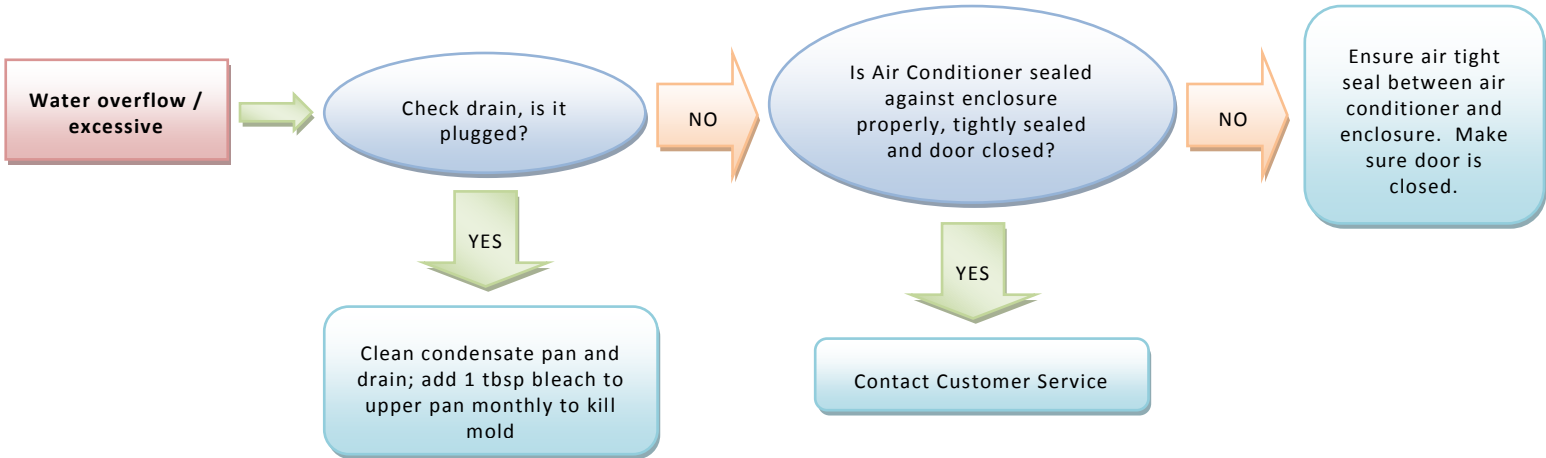 Water overflow /
excessive
Check drain, is it
plugged?
NO
Is Air Conditioner sealed
against enclosure
properly, tightly sealed
and door closed?
NO
Ensure air tight
seal between air
conditioner and
enclosure. Make
sure door is
closed.
YES
Clean condensate pan and
drain; add 1 tbsp bleach to
upper pan monthly to kill
mold
YES
Contact Customer Service